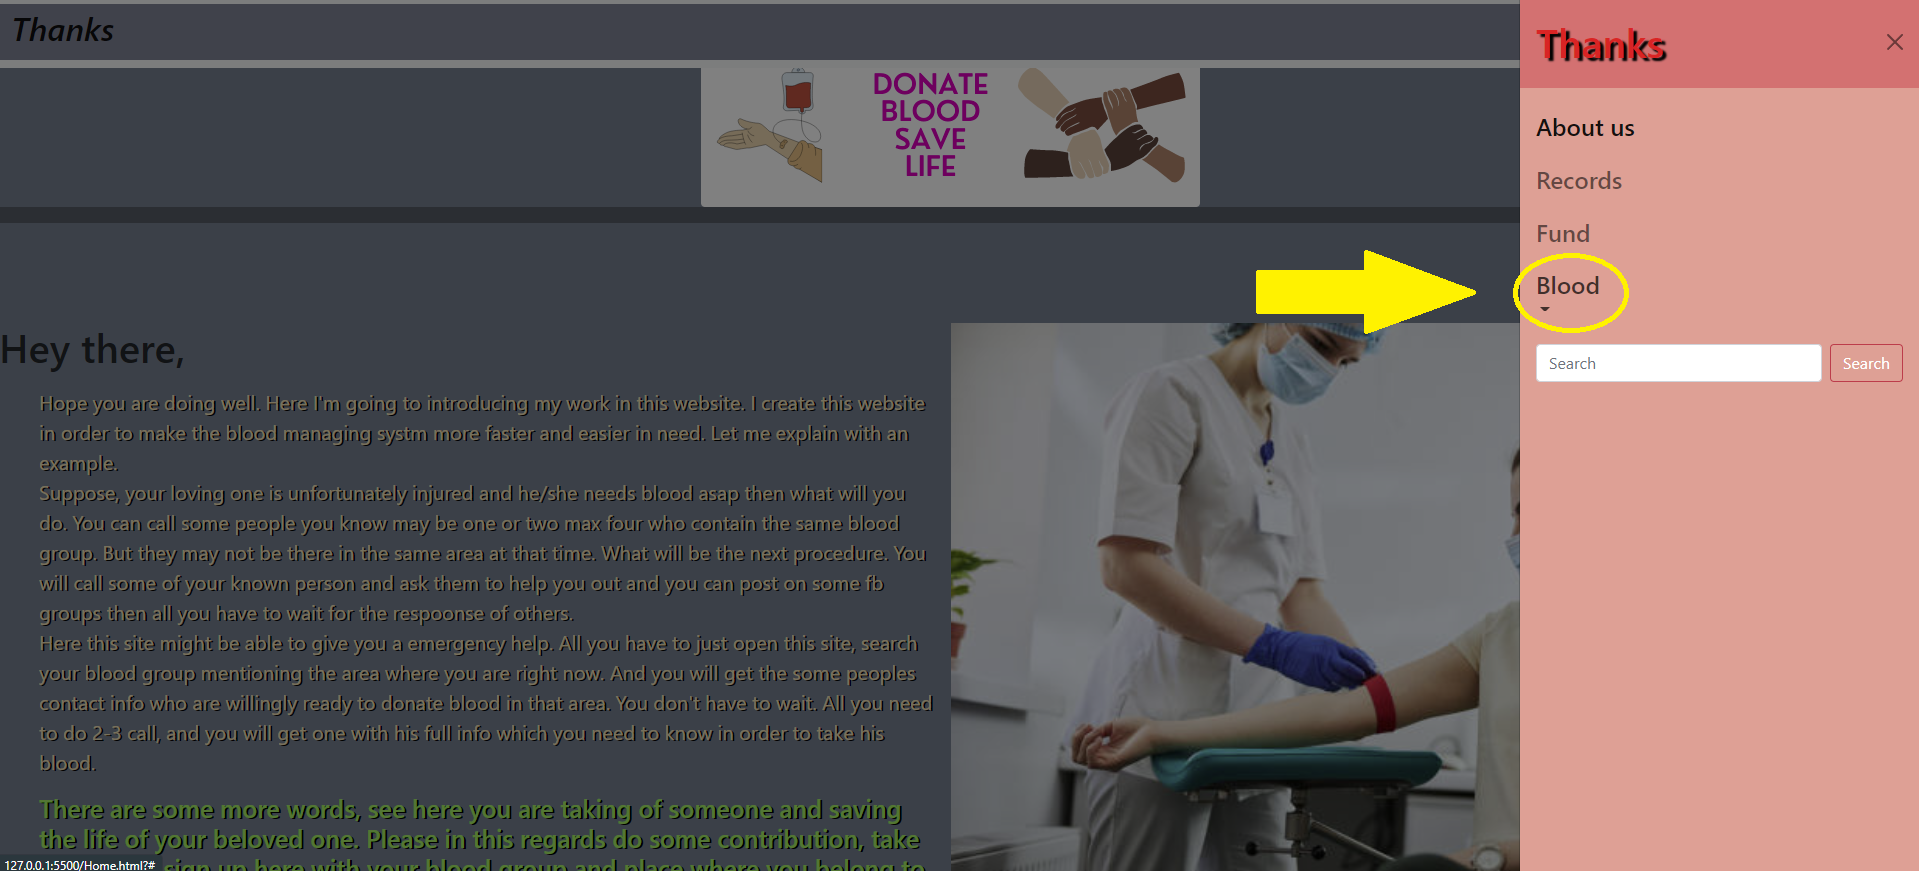 Thanks
DONATE
BLOOD
SAVE
LIFE
Hey there,
Hope you are doing well. Here I'm going to introducing my work in this website. I create this website
in order to make the blood managing systm more faster and easier in need. Let me explain with an
example.
Suppose, your loving one is unfortunately injured and he/she needs blood asap then what will you
do. You can call some people you know may be one or two max four who contain the same blood
group. But they may not be there in the same area at that time. What will be the next procedure. You
will call some of your known person and ask them to help you out and you can post on some fb
groups then all you have to wait for the respoonse of others.
Here this site might be able to give you a emergency help. All you have to just open this site, search
your blood group mentioning the area where you are right now. And you will get the some peoples
contact info who are willingly ready to donate blood in that area. You don't have to wait. All you need
to do 2-3 call, and you will get one with his full info which you need to know in order to take his
blood.
There are some more words, see here you are taking of someone and saving
the life of your beloved one. Please in this regards do some contribution, take
sign up here with your blood group and place where you belong to
127.0.0.1:5500/Home.html?#
Thanks
About us
Records
Fund
Blood
Search
Search